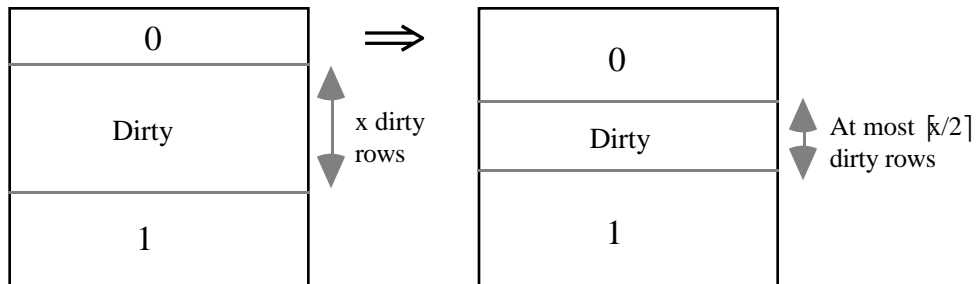 0
Dirty
x dirty
rows
1
⇒
0
Dirty
At most ⌈x/2⌉
dirty rows
1